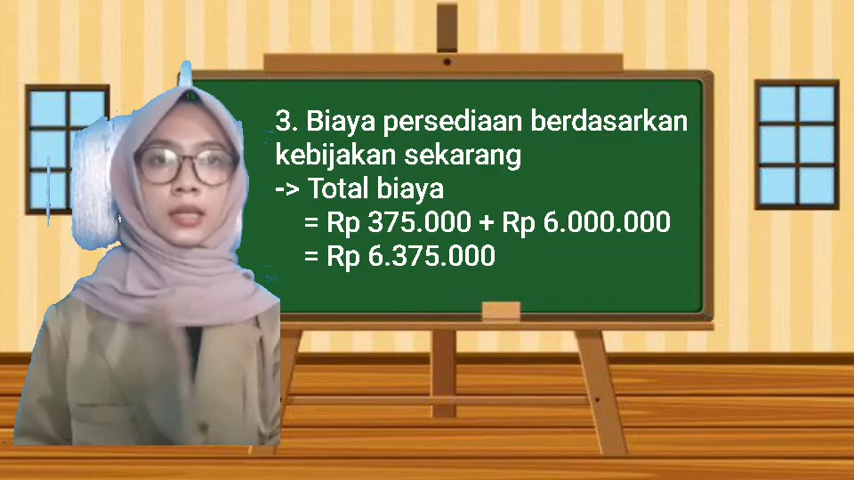 3. Biaya persediaan berdasarkan
kebijakan sekarang
-> Total biaya
= Rp 375.000 + Rp 6.000.000
= Rp 6.375.000